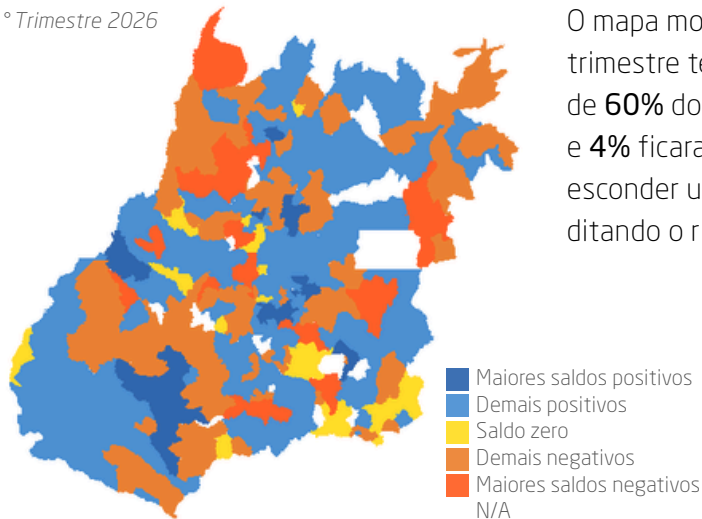 ° Trimestre 2026
O mapa mo
trimestre te
de 60% do
e 4% ficara
esconder u
ditando o r
Maiores saldos positivos
Demais positivos
Saldo zero
Demais negativos
Maiores saldos negativos
N/A